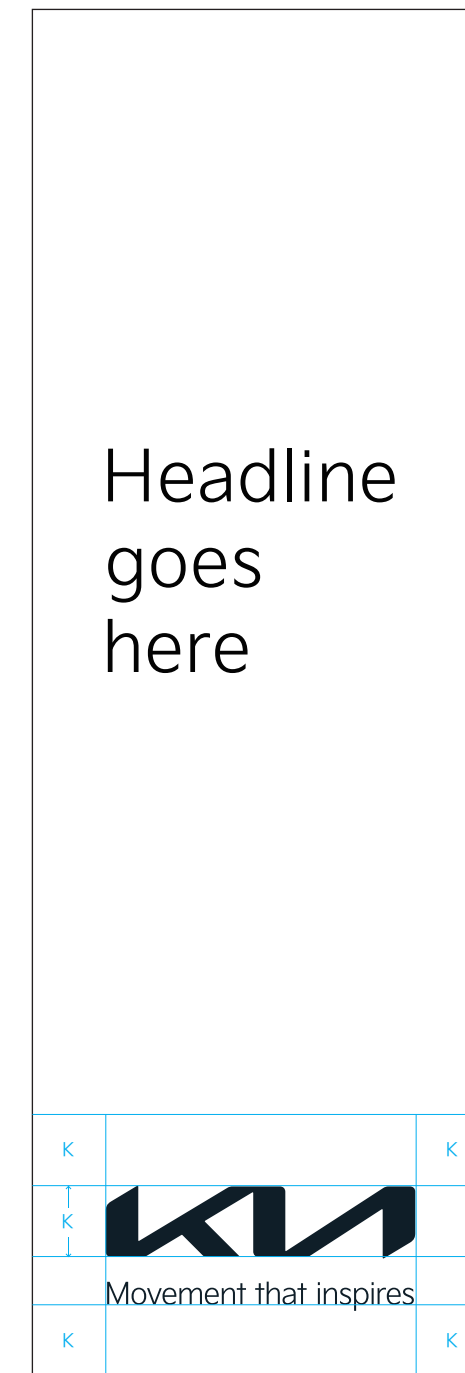 Headline
goes
here
K K
K
KIA
Movement that inspires
K K